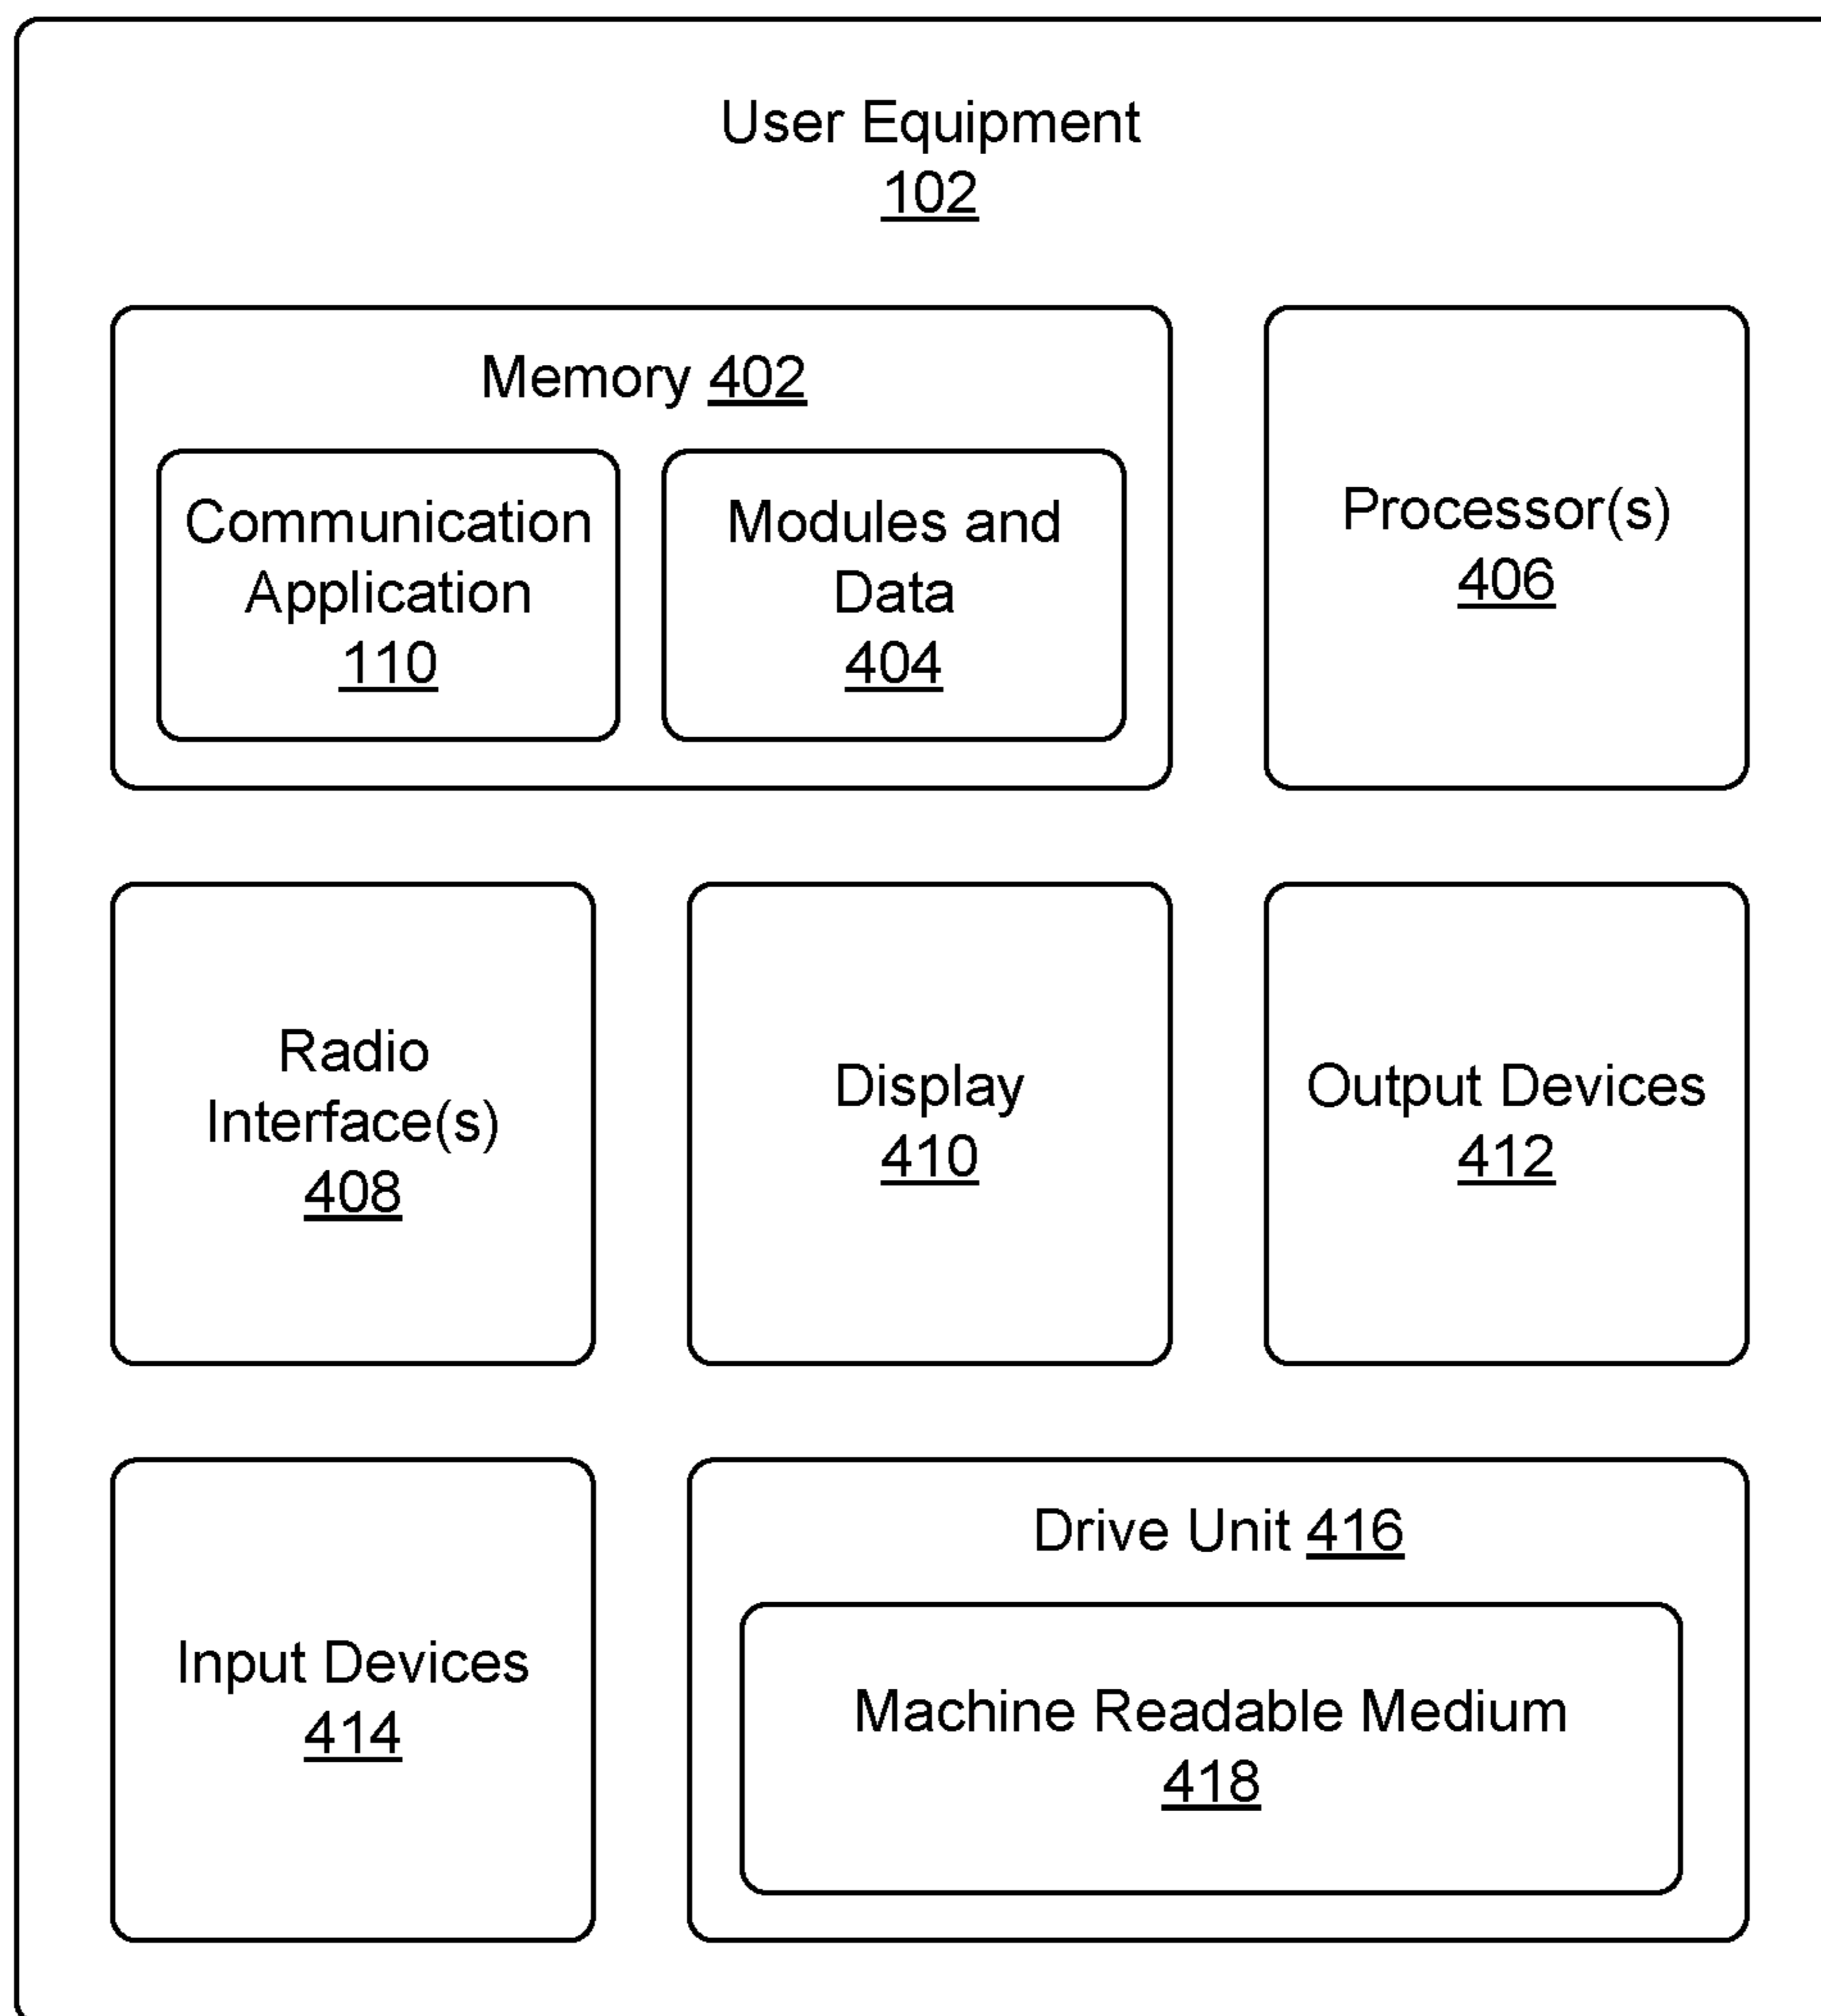 User Equipment
102
Memory 402
Communication
Application
110
Modules and
Data
404
Processor(s)
406
Radio
Interface(s)
408
Display
410
Output Devices
412
Input Devices
414
Drive Unit 416
Machine Readable Medium
418